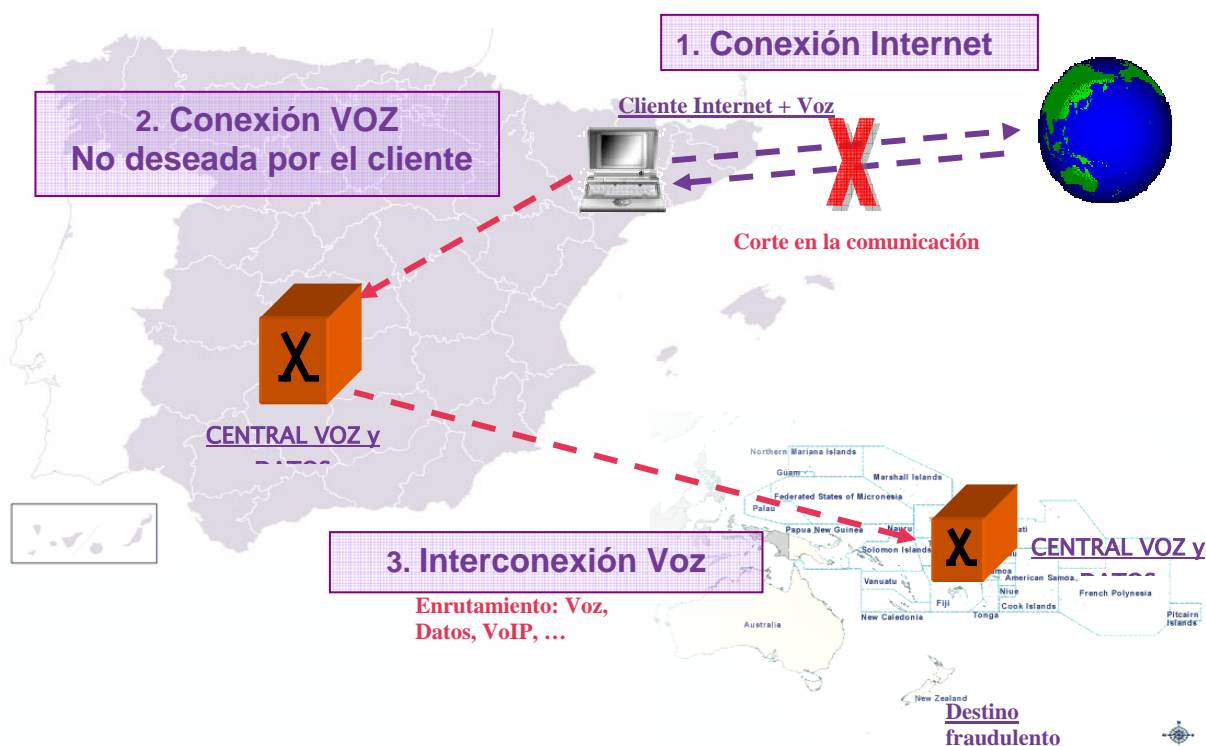 1. Conexión Internet
Cliente Internet + Voz
2. Conexión VOZ
No deseada por el cliente
Corte en la comunicación
CENTRAL VOZ y
DATOS
Northern Mariana Islands
Guam
Marshall Islands
Federated States of Micronesia
Palau
Papua New Guinea
Nauru
Solomon Islands
CENTRAL VOZ y
DATOS
3. Interconexión Voz
Enrutamiento: Voz,
Datos, VoIP, …
Vanuatu
American Samoa
Niue
French Polynesia
Fiji
Cook Islands
New Caledonia
Tonga
Pitcairn
Islands
Australia
New Zealand
Destino
fraudulento